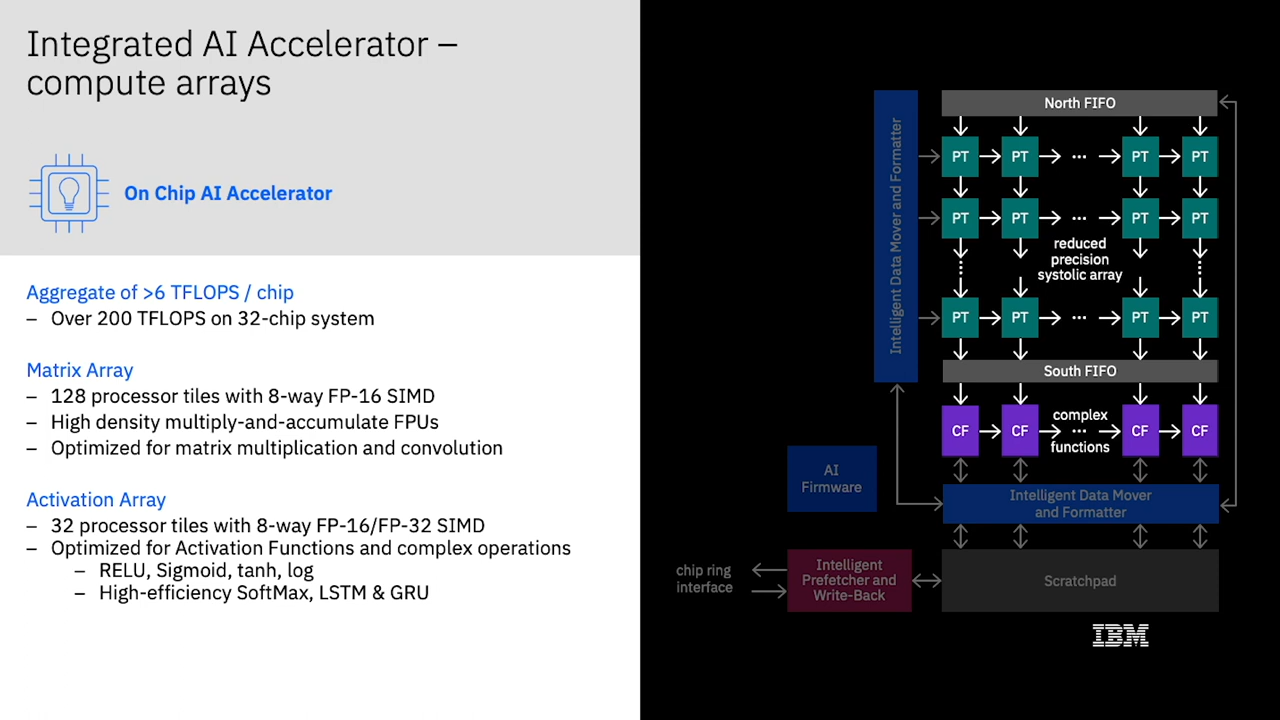 Integrated AI Accelerator –
compute arrays
On Chip AI Accelerator
Aggregate of >6 TFLOPS / chip
– Over 200 TFLOPS on 32-chip system
Matrix Array
– 128 processor tiles with 8-way FP-16 SIMD
– High density multiply-and-accumulate FPUs
– Optimized for matrix multiplication and convolution
Activation Array
– 32 processor tiles with 8-way FP-16/FP-32 SIMD
– Optimized for Activation Functions and complex operations
– RELU, Sigmoid, tanh, log
– High-efficiency SoftMax, LSTM & GRU
North FIFO
Intelligent Data Mover and Formatter
PT PT ... PT PT
PT PT ... PT PT
reduced
precision
systolic array
PT PT ... PT PT
South FIFO
CF CF complex ... functions CF CF
AI
Firmware
Intelligent Data Mover
and Formatter
chip ring
interface
Intelligent
Prefetcher and
Write-Back
Scratchpad
IBM